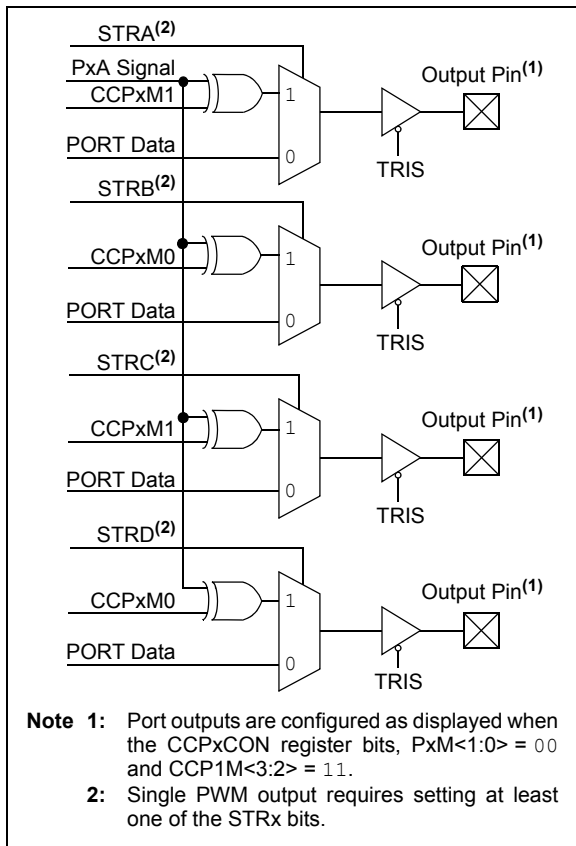 STRA(2)
PxA Signal
Output Pin(1)
CCPxM1
1
PORT Data
0
TRIS
STRB(2)
Output Pin(1)
CCPxM0
1
PORT Data
0
TRIS
STRC(2)
Output Pin(1)
CCPxM1
1
PORT Data
0
TRIS
STRD(2)
Output Pin(1)
CCPxM0
1
PORT Data
0
TRIS
Note 1: Port outputs are configured as displayed when
the CCPxCON register bits, PxM<1:0> = 00
and CCP1M<3:2> = 11.
2: Single PWM output requires setting at least
one of the STRx bits.